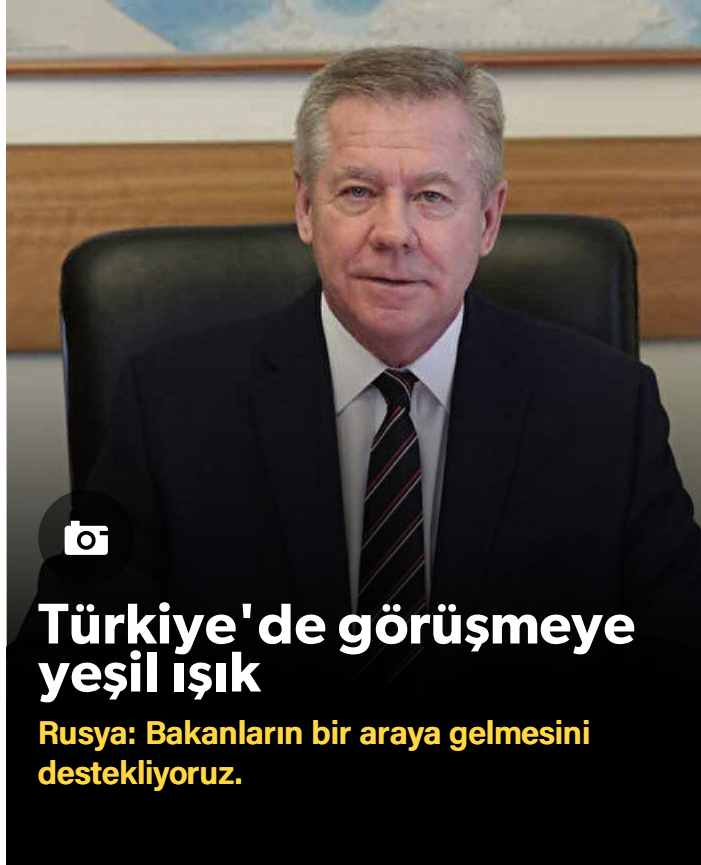 Türkiye'de görüşmeye
yeşil ışık
Rusya: Bakanların bir araya gelmesini
destekliyoruz.